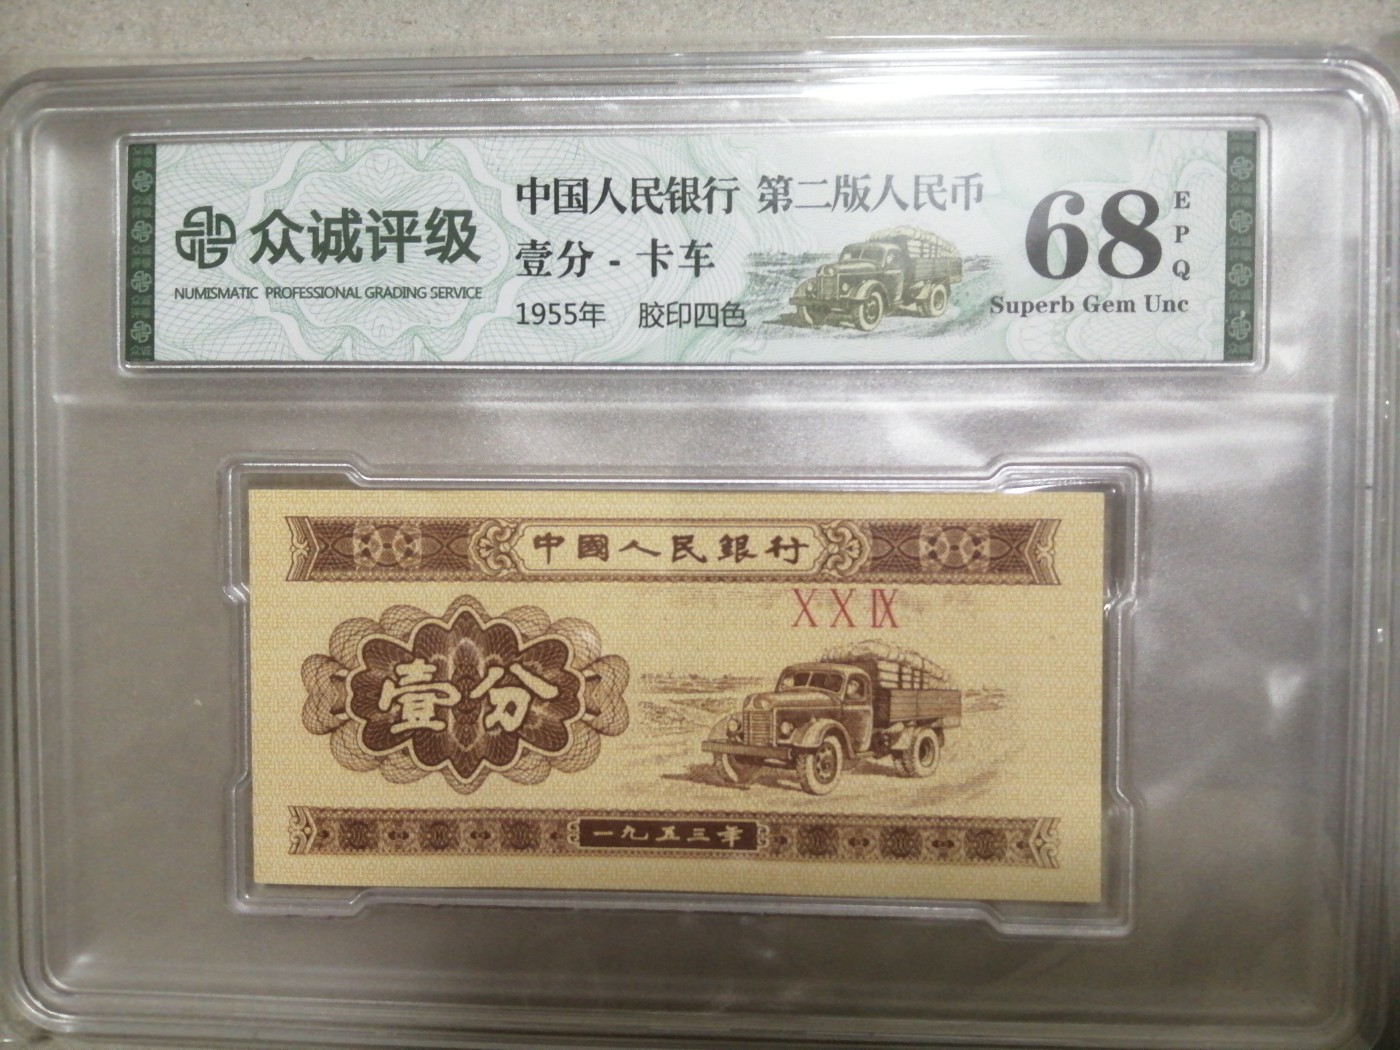 众诚评级
NUMISMATIC PROFESSIONAL GRADING SERVICE
中国人民银行 第二版人民币
壹分 - 卡车
1955年 胶印四色
68
EPQ
Superb Gem Unc
中國人民銀行
ⅩⅩⅨ
壹分
一九五三年